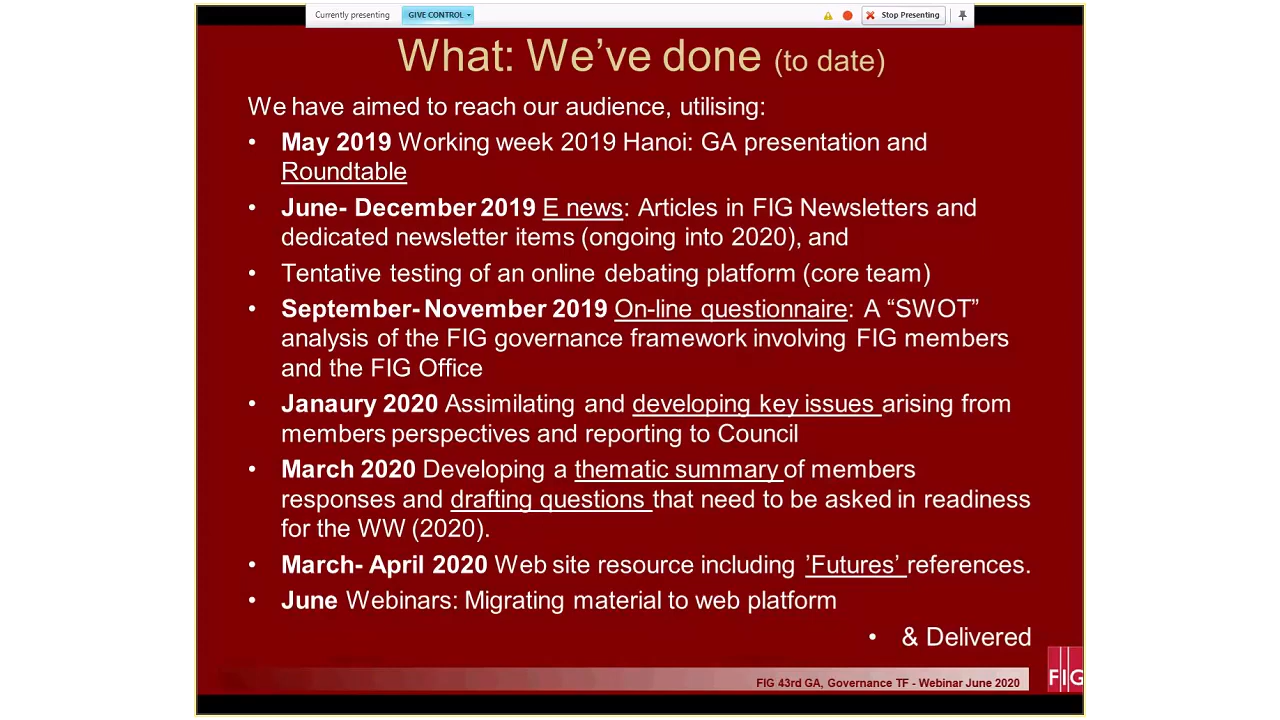 Currently presenting GIVE CONTROL Stop Presenting
What: We’ve done (to date)
We have aimed to reach our audience, utilising:
• May 2019 Working week 2019 Hanoi: GA presentation and
Roundtable
• June- December 2019 E news: Articles in FIG Newsletters and
dedicated newsletter items (ongoing into 2020), and
• Tentative testing of an online debating platform (core team)
• September- November 2019 On-line questionnaire: A “SWOT”
analysis of the FIG governance framework involving FIG members
and the FIG Office
• Janaury 2020 Assimilating and developing key issues arising from
members perspectives and reporting to Council
• March 2020 Developing a thematic summary of members
responses and drafting questions that need to be asked in readiness
for the WW (2020).
• March- April 2020 Web site resource including ’Futures’ references.
• June Webinars: Migrating material to web platform
• & Delivered
FIG 43rd GA, Governance TF - Webinar June 2020
FIG